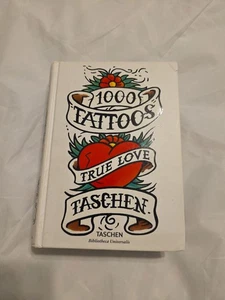 1000
TATTOOS
TRUE LOVE
TASCHEN
TASCHEN
Bibliotheca Universalis